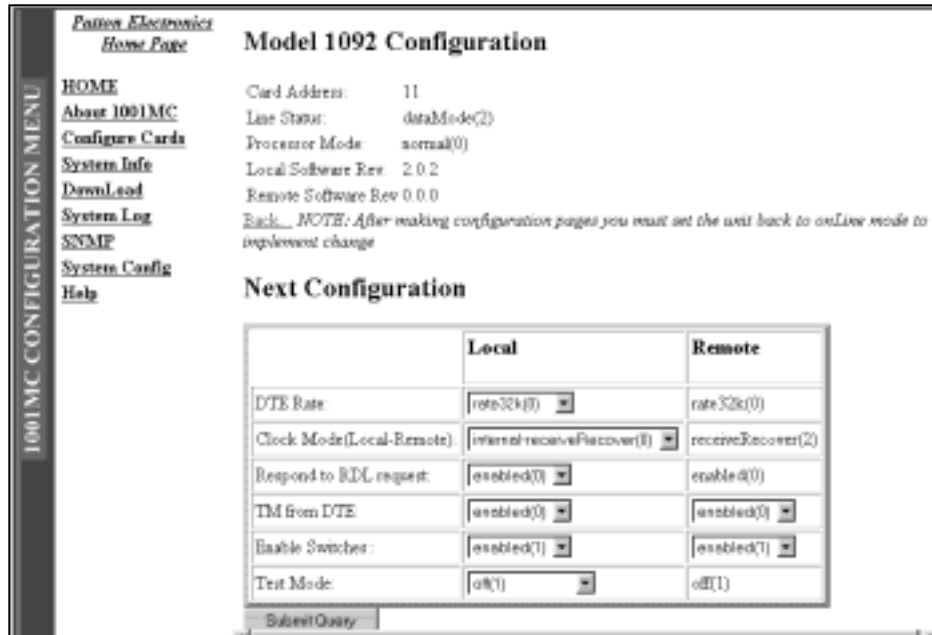 1001MC CONFIGURATION MENU
Patton Electronics
Home Page
HOME
About 1001MC
Configure Cards
System Info
DownLoad
System Log
SNMP
System Config
Help
Model 1092 Configuration
Card Address: 11
Line Status: dataMode(2)
Processor Mode: normal(0)
Local Software Rev 2.0.2
Remote Software Rev 0.0.0
Back... NOTE: After making configuration pages you must set the unit back to onLine mode to
implement change
Next Configuration
Local Remote
DTE Rate: rate32k(0) rate32k(0)
Clock Mode(Local-Remote): internal-receiveRecover(0) receiveRecover(2)
Respond to RDL request: enabled(0) enabled(0)
TM from DTE: enabled(0) enabled(0)
Enable Switches: enabled(1) enabled(1)
Test Mode: off(1) off(1)
Submit Query